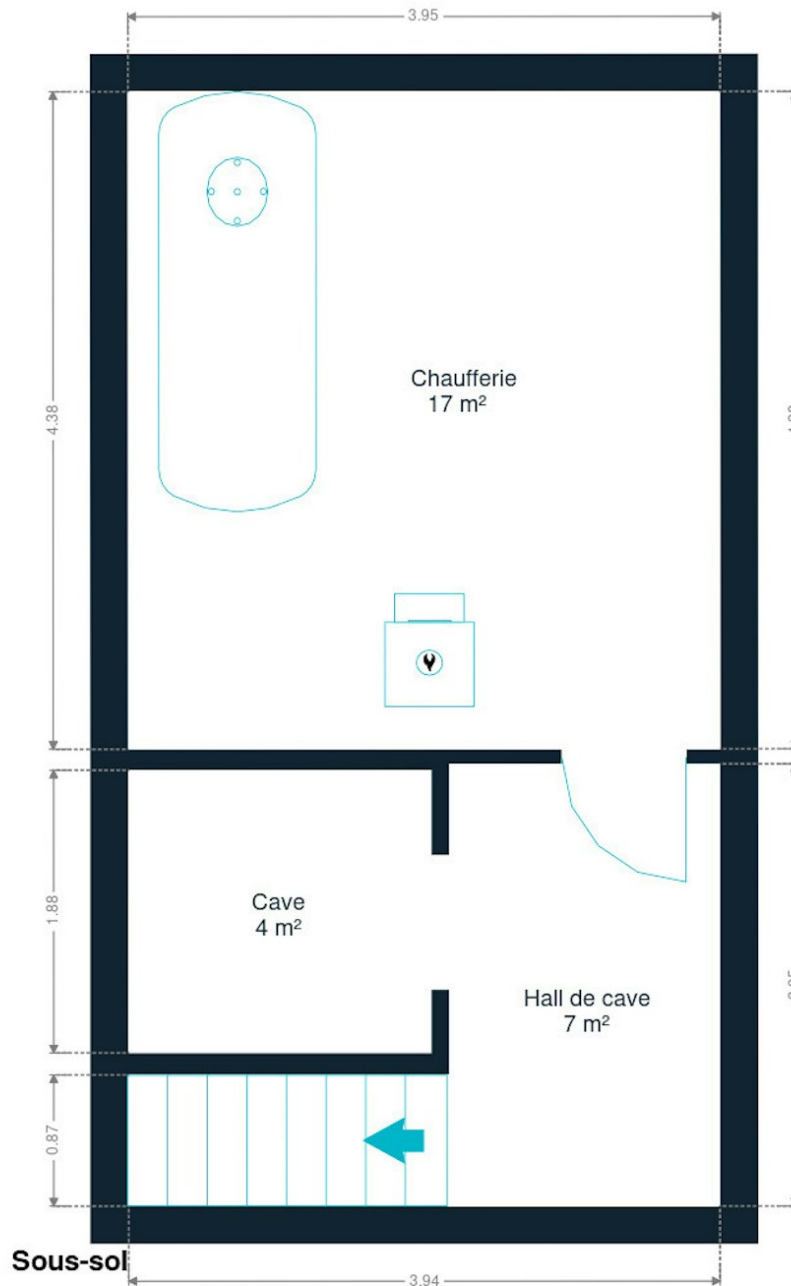 3.95
4.38
Chaufferie
17 m²
1.88
Cave
4 m²
Hall de cave
7 m²
0.87
Sous-sol
3.94